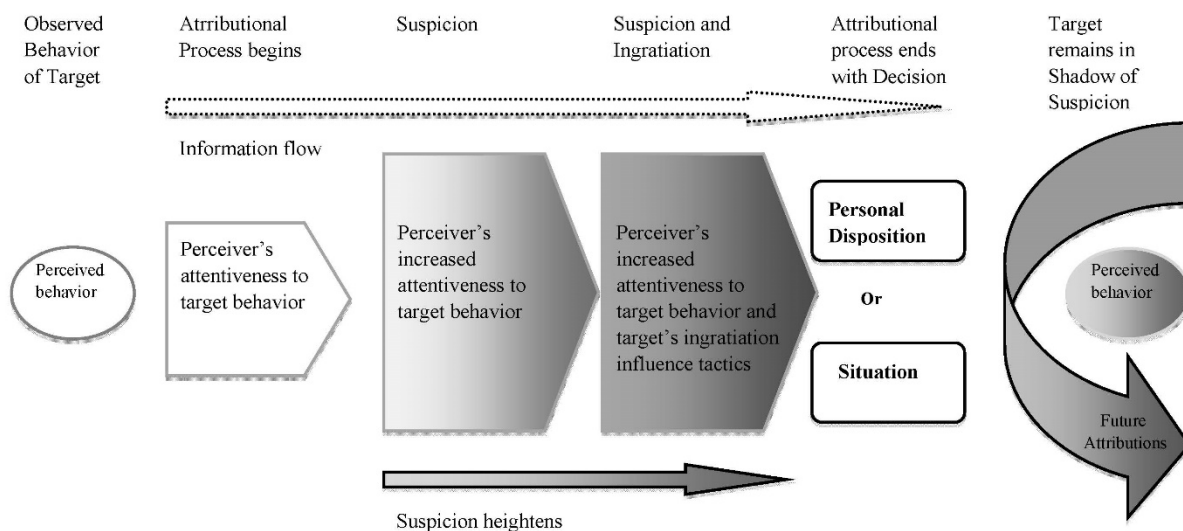 Observed
Behavior
of Target
Atrributional
Process begins
Suspicion
Suspicion and
Ingratiation
Attributional
process ends
with Decision
Target
remains in
Shadow of
Suspicion
Information flow
Perceived
behavior
Perceiver's
attentiveness to
target behavior
Perceiver's
increased
attentiveness to
target behavior
Perceiver's
increased
attentiveness to
target behavior and
target's ingratiation
influence tactics
Personal
Disposition
Or
Situation
Perceived
behavior
Future
Attributions
Suspicion heightens